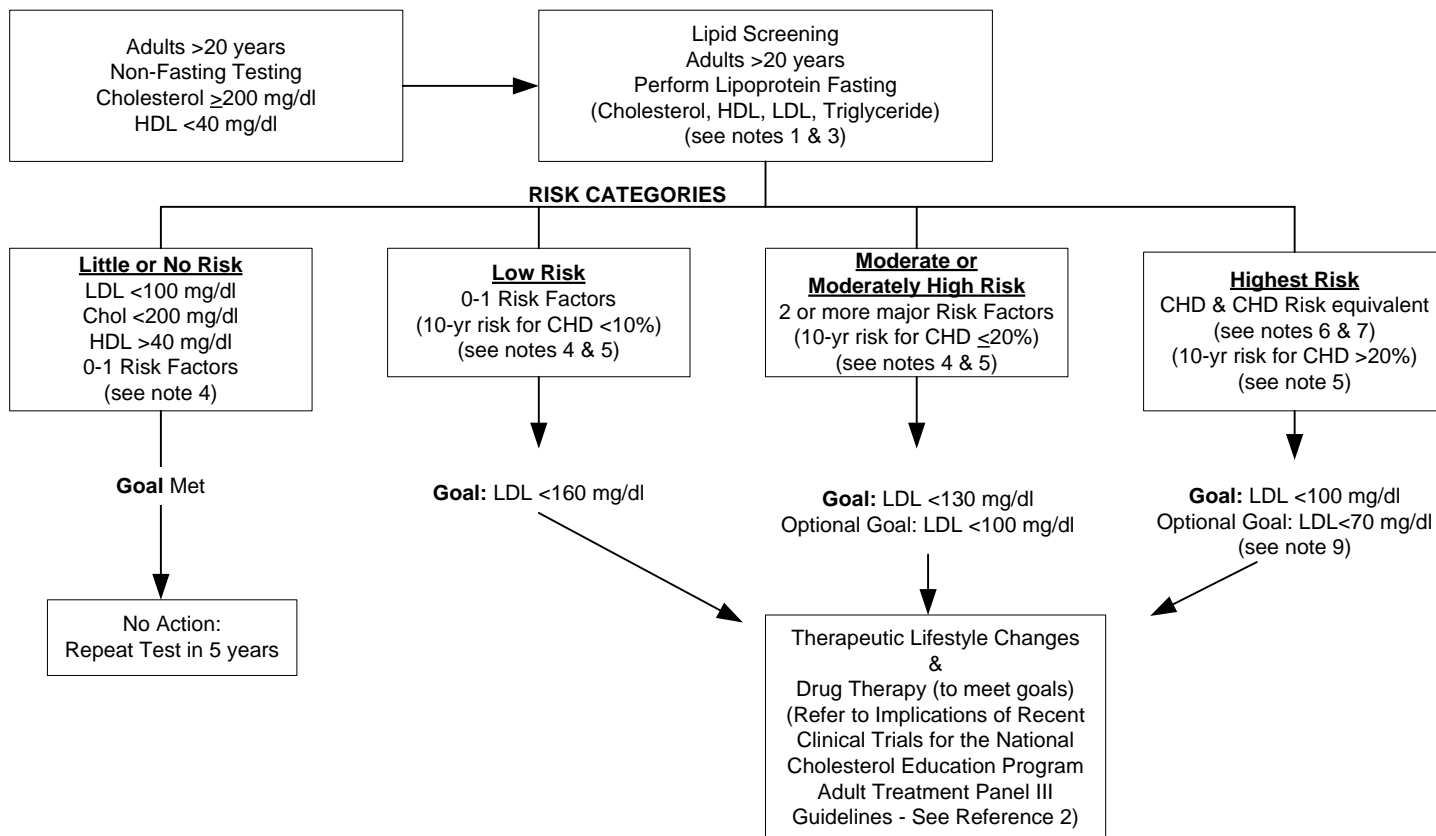 Adults >20 years
Non-Fasting Testing
Cholesterol ≥200 mg/dl
HDL <40 mg/dl
Lipid Screening
Adults >20 years
Perform Lipoprotein Fasting
(Cholesterol, HDL, LDL, Triglyceride)
(see notes 1 & 3)
RISK CATEGORIES
Little or No Risk
LDL <100 mg/dl
Chol <200 mg/dl
HDL >40 mg/dl
0-1 Risk Factors
(see note 4)
Low Risk
0-1 Risk Factors
(10-yr risk for CHD <10%)
(see notes 4 & 5)
Moderate or
Moderately High Risk
2 or more major Risk Factors
(10-yr risk for CHD ≤20%)
(see notes 4 & 5)
Highest Risk
CHD & CHD Risk equivalent
(see notes 6 & 7)
(10-yr risk for CHD >20%)
(see note 5)
Goal Met
Goal: LDL <160 mg/dl
Goal: LDL <130 mg/dl
Optional Goal: LDL <100 mg/dl
Goal: LDL <100 mg/dl
Optional Goal: LDL<70 mg/dl
(see note 9)
No Action:
Repeat Test in 5 years
Therapeutic Lifestyle Changes
&
Drug Therapy (to meet goals)
(Refer to Implications of Recent
Clinical Trials for the National
Cholesterol Education Program
Adult Treatment Panel III
Guidelines - See Reference 2)